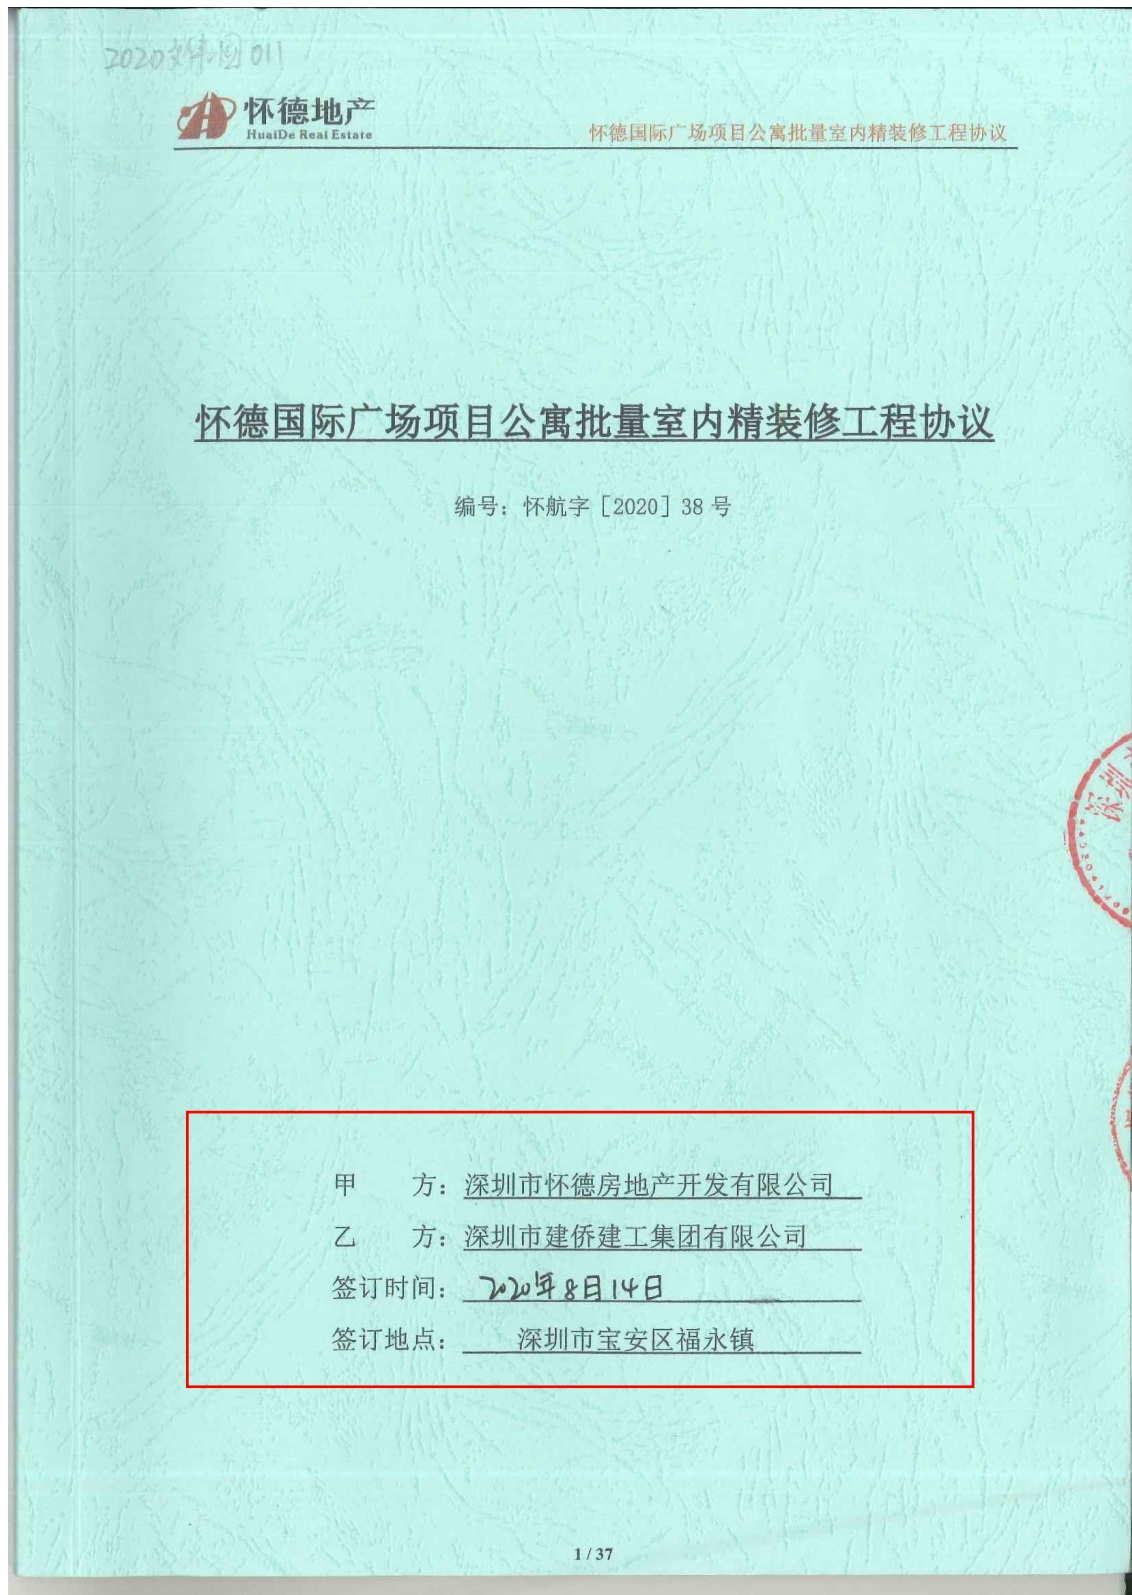 2020 011
怀德地产
HuaiDe Real Estate
怀德国际广场项目公寓批量室内精装修工程协议
怀德国际广场项目公寓批量室内精装修工程协议
编号：怀航字［2020］38 号
深圳
甲　　方：深圳市怀德房地产开发有限公司
乙　　方：深圳市建侨建工集团有限公司
签订时间：2020年8月14日
签订地点：深圳市宝安区福永镇
1 / 37